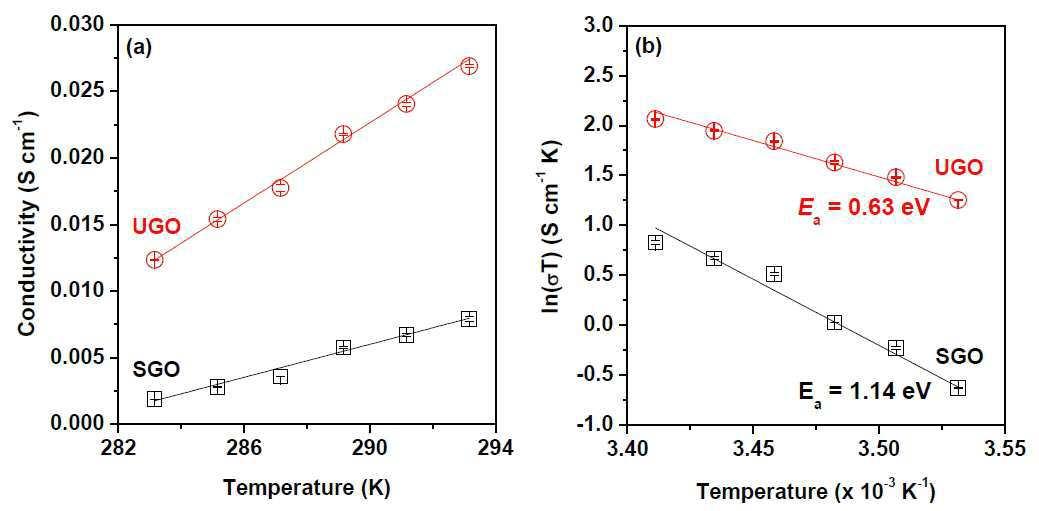 (a)
0.030
0.025
0.020
0.015
0.010
0.005
0.000
Conductivity (S cm⁻¹)
UGO
SGO
282
286
290
294
Temperature (K)
(b)
3.0
2.5
2.0
1.5
1.0
0.5
0.0
-0.5
-1.0
ln(σT) (S cm⁻¹ K)
UGO
Eₐ = 0.63 eV
SGO
Eₐ = 1.14 eV
3.40
3.45
3.50
3.55
Temperature (x 10⁻³ K⁻¹)